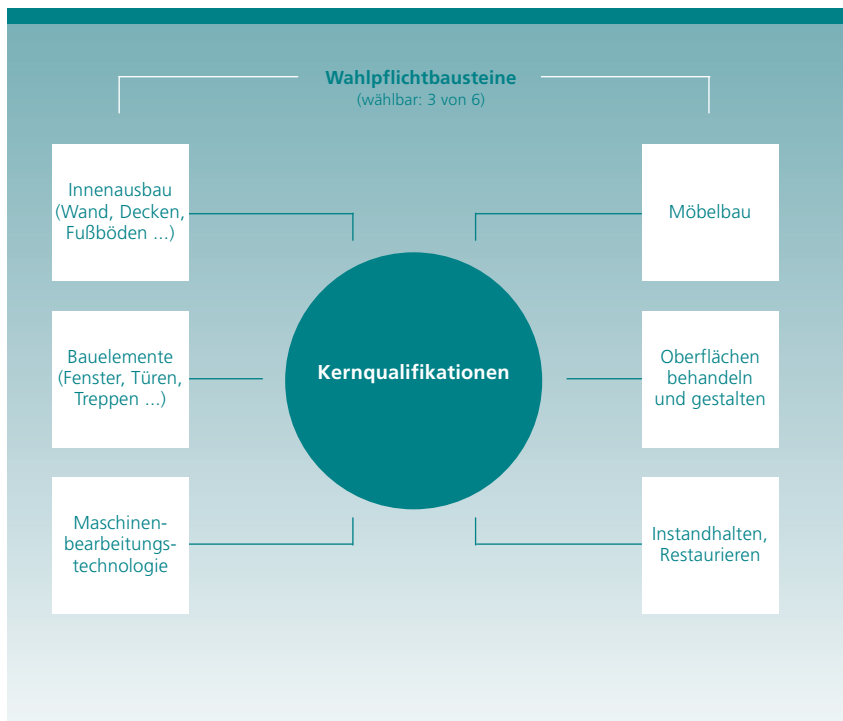 Wahlpflichtbausteine
(wählbar: 3 von 6)
Innenausbau
(Wand, Decken,
Fußböden ...)
Möbelbau
Bauelemente
(Fenster, Türen,
Treppen ...)
Kernqualifikationen
Oberflächen
behandeln
und gestalten
Maschinen-
bearbeitungs-
technologie
Instandhalten,
Restaurieren